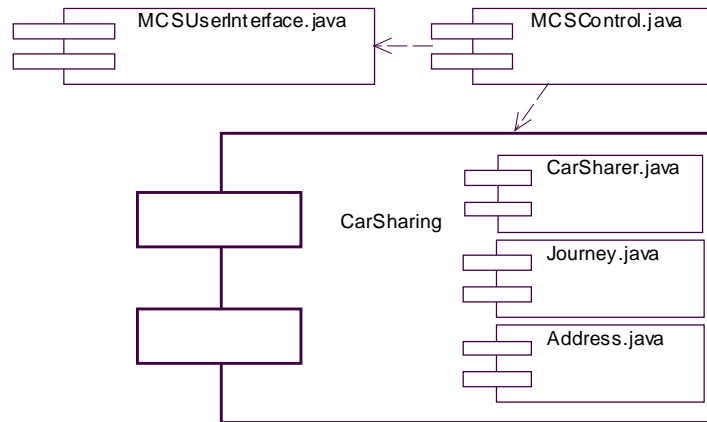 MCSUserInterface.java
MCSControl.java
CarSharer.java
CarSharing
Journey.java
Address.java